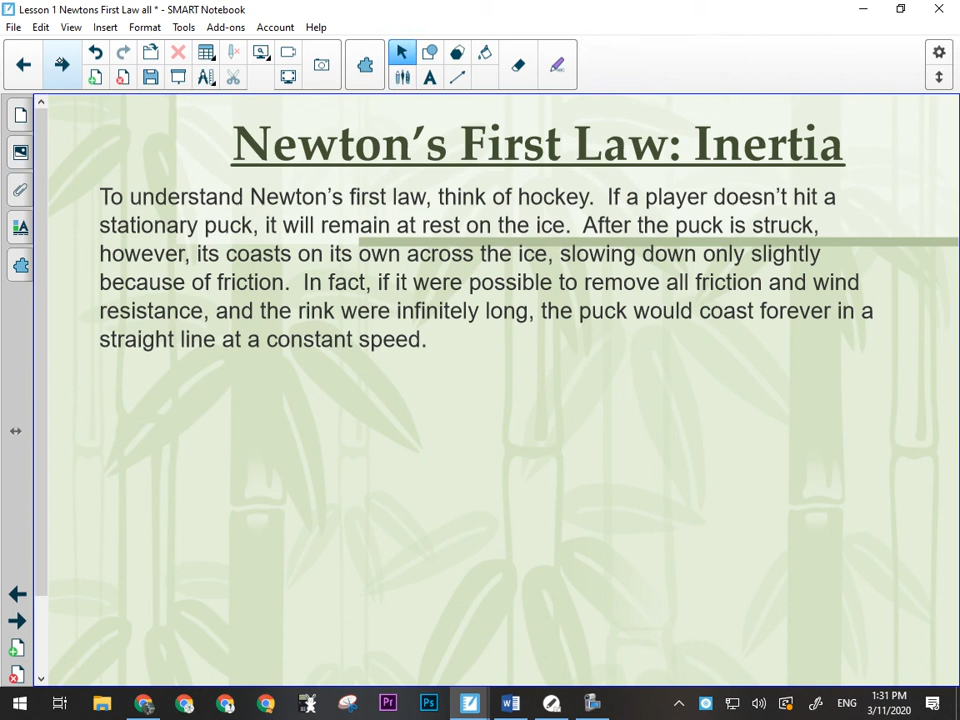 Lesson 1 Newtons First Law all * - SMART Notebook
File Edit View Insert Format Tools Add-ons Account Help
Newton’s First Law: Inertia
To understand Newton’s first law, think of hockey.  If a player doesn’t hit a
stationary puck, it will remain at rest on the ice.  After the puck is struck,
however, its coasts on its own across the ice, slowing down only slightly
because of friction.  In fact, if it were possible to remove all friction and wind
resistance, and the rink were infinitely long, the puck would coast forever in a
straight line at a constant speed.
Pr Ps W ENG 1:31 PM
3/11/2020